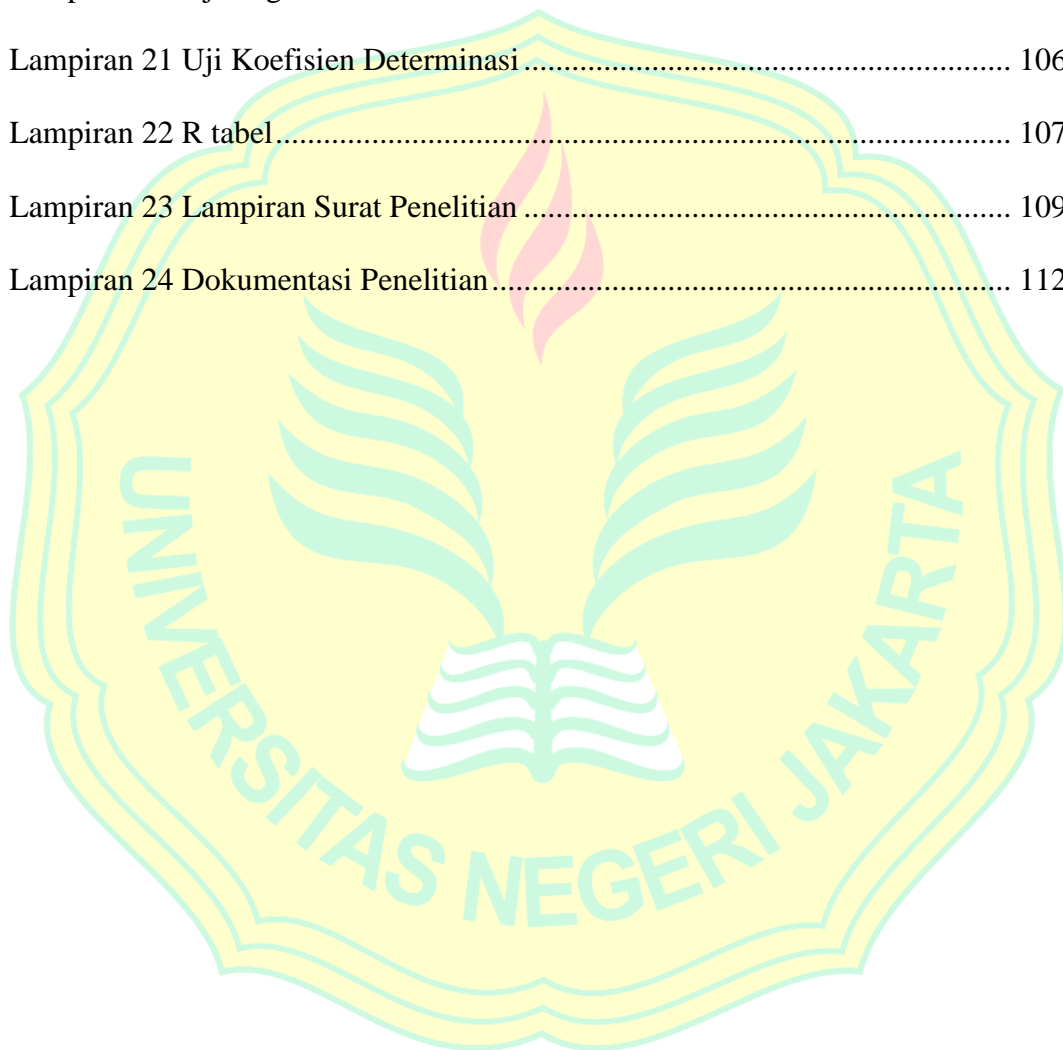 Lampiran 21 Uji Koefisien Determinasi ............................................................. 106
Lampiran 22 R tabel............................................................................................ 107
Lampiran 23 Lampiran Surat Penelitian ............................................................. 109
Lampiran 24 Dokumentasi Penelitian ................................................................. 112
UNIVERSITAS NEGERI JAKARTA